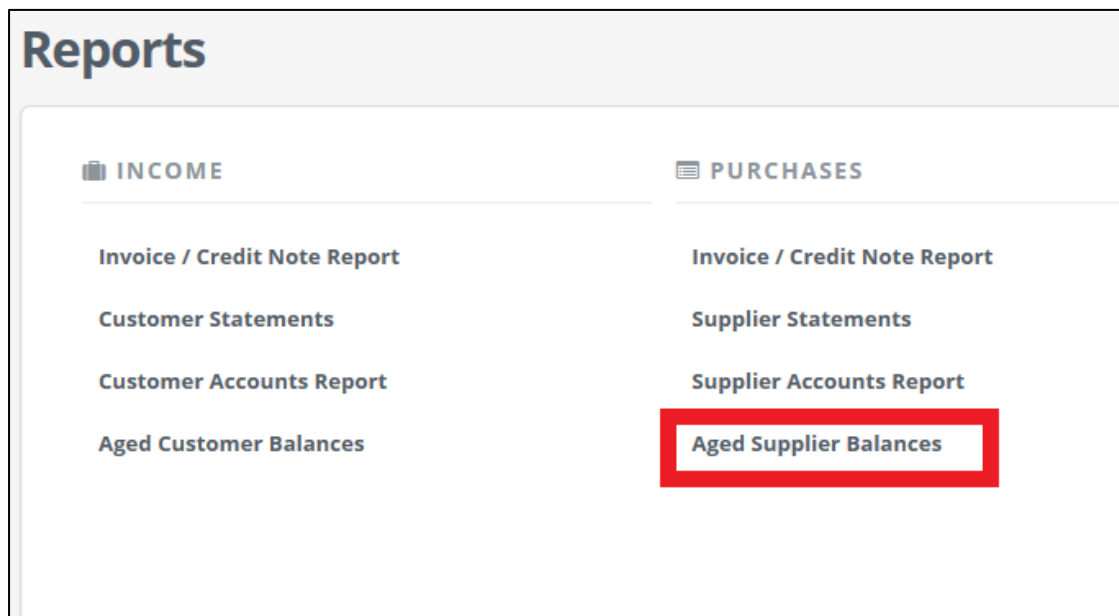 Reports
INCOME
Invoice / Credit Note Report
Customer Statements
Customer Accounts Report
Aged Customer Balances
PURCHASES
Invoice / Credit Note Report
Supplier Statements
Supplier Accounts Report
Aged Supplier Balances